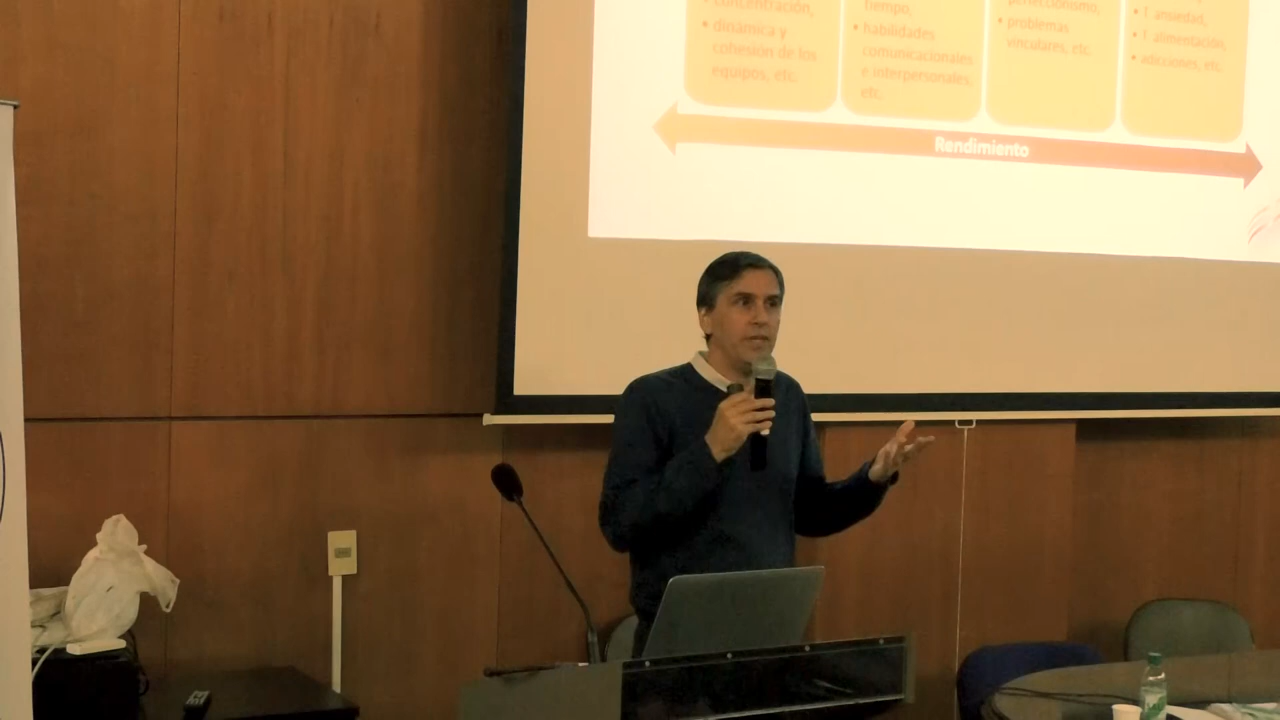 concentración,
• dinámica y
cohesión de los
equipos, etc.
tiempo,
• habilidades
comunicacionales
e interpersonales,
etc.
perfeccionismo,
• problemas
vinculares, etc.
• ↑ ansiedad,
• ↑ alimentación,
• adicciones, etc.
Rendimiento